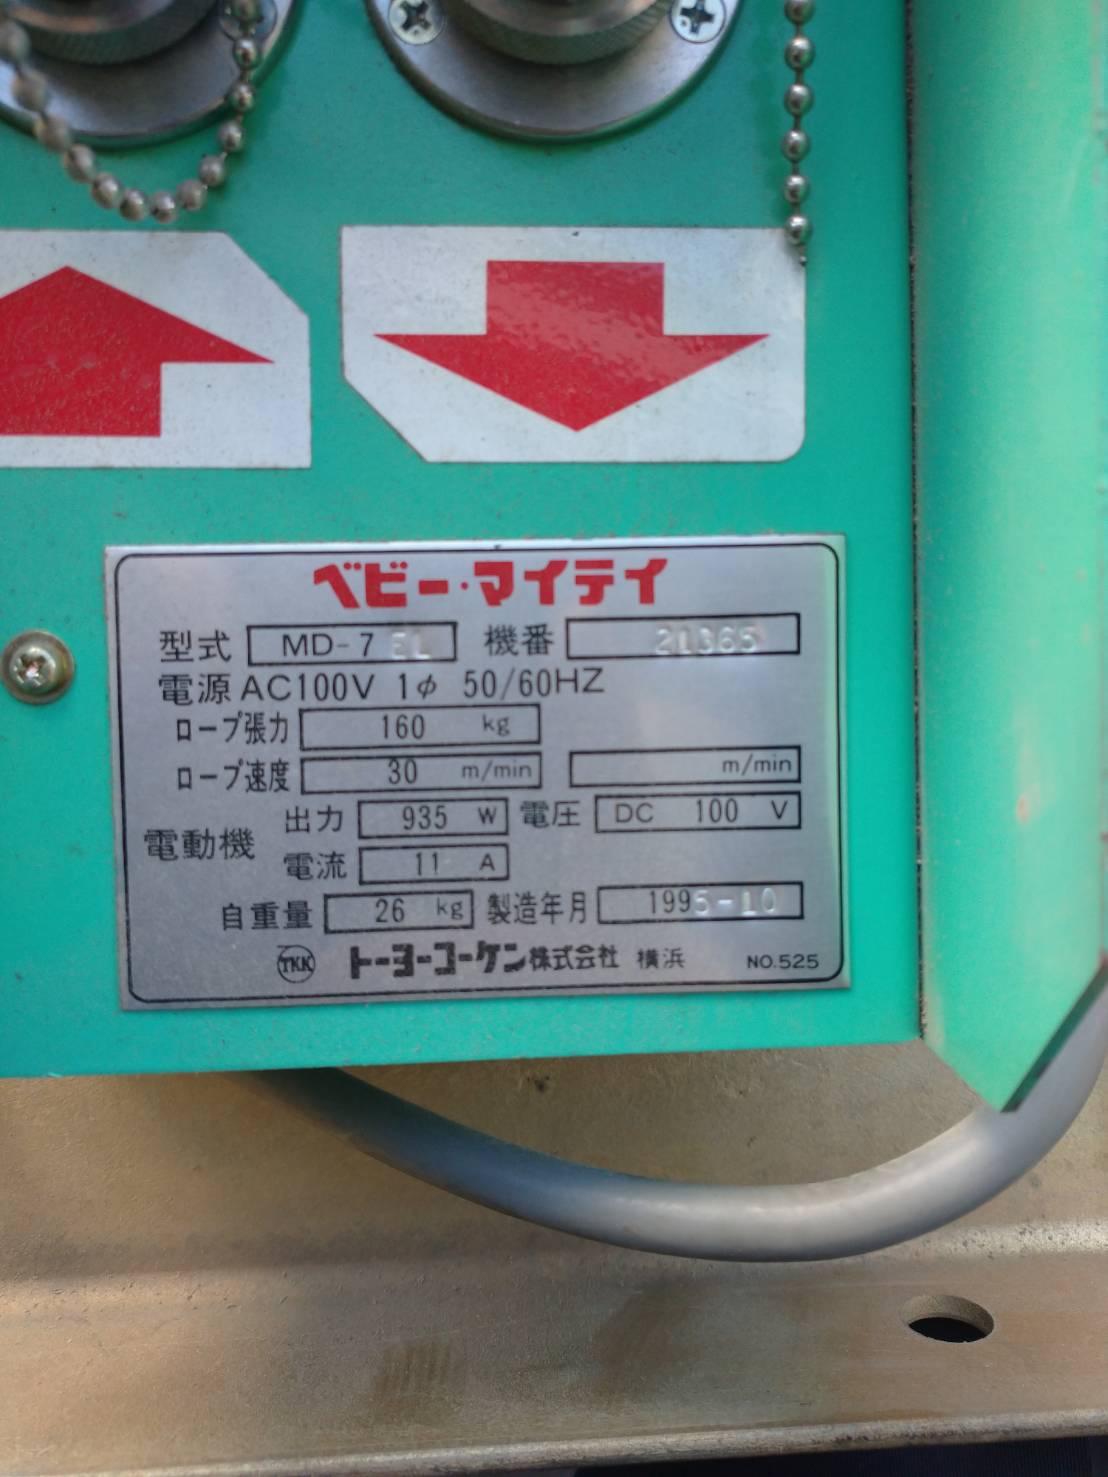 ベビー・マイティ
型式 MD-7 EL 機番 21365
電源 AC100V 1φ 50/60HZ
ロープ張力 160 kg
ロープ速度 30 m/min m/min
電動機 出力 935 W 電圧 DC 100 V
電流 11 A
自重量 26 kg 製造年月 1995-10
TKK トーヨーコーケン株式会社 横浜 NO.525